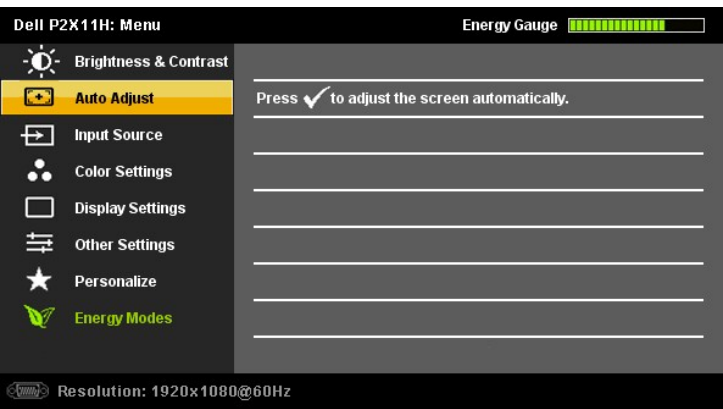 Dell P2X11H: Menu
Energy Gauge
Brightness & Contrast
Auto Adjust
Press to adjust the screen automatically.
Input Source
Color Settings
Display Settings
Other Settings
Personalize
Energy Modes
Resolution: 1920x1080@60Hz